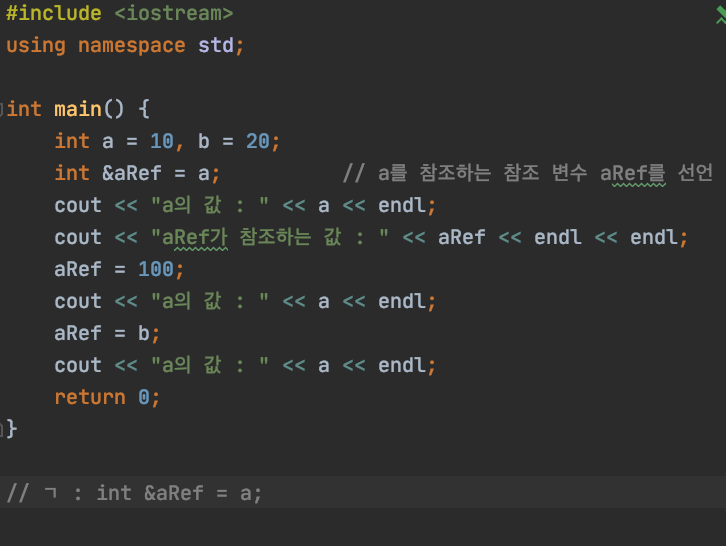 #include <iostream>
using namespace std;
int main() {
int a = 10, b = 20;
int &aRef = a; // a를 참조하는 참조 변수 aRef를 선언
cout << "a의 값 : " << a << endl;
cout << "aRef가 참조하는 값 : " << aRef << endl << endl;
aRef = 100;
cout << "a의 값 : " << a << endl;
aRef = b;
cout << "a의 값 : " << a << endl;
return 0;
}
// ㄱ : int &aRef = a;